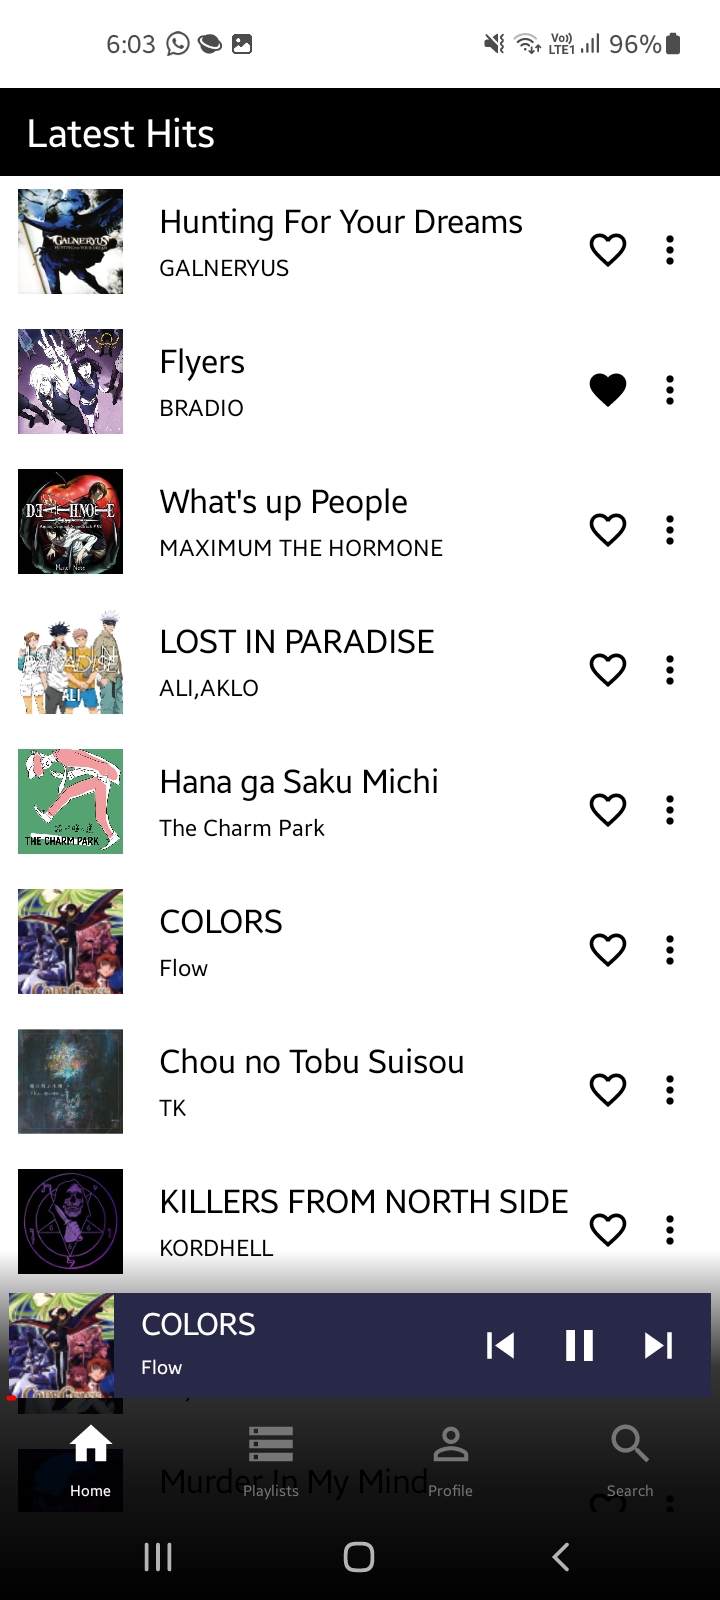 6:03
Vo))
LTE1
96%
Latest Hits
GALNERYUS
Hunting For Your Dreams
GALNERYUS
Flyers
BRADIO
What's up People
MAXIMUM THE HORMONE
PARADISE
ALI
LOST IN PARADISE
ALI,AKLO
THE CHARM PARK
Hana ga Saku Michi
The Charm Park
COLORS
Flow
Chou no Tobu Suisou
TK
KILLERS FROM NORTH SIDE
KORDHELL
COLORS
Flow
Murder In My Mind
Home
Playlists
Profile
Search